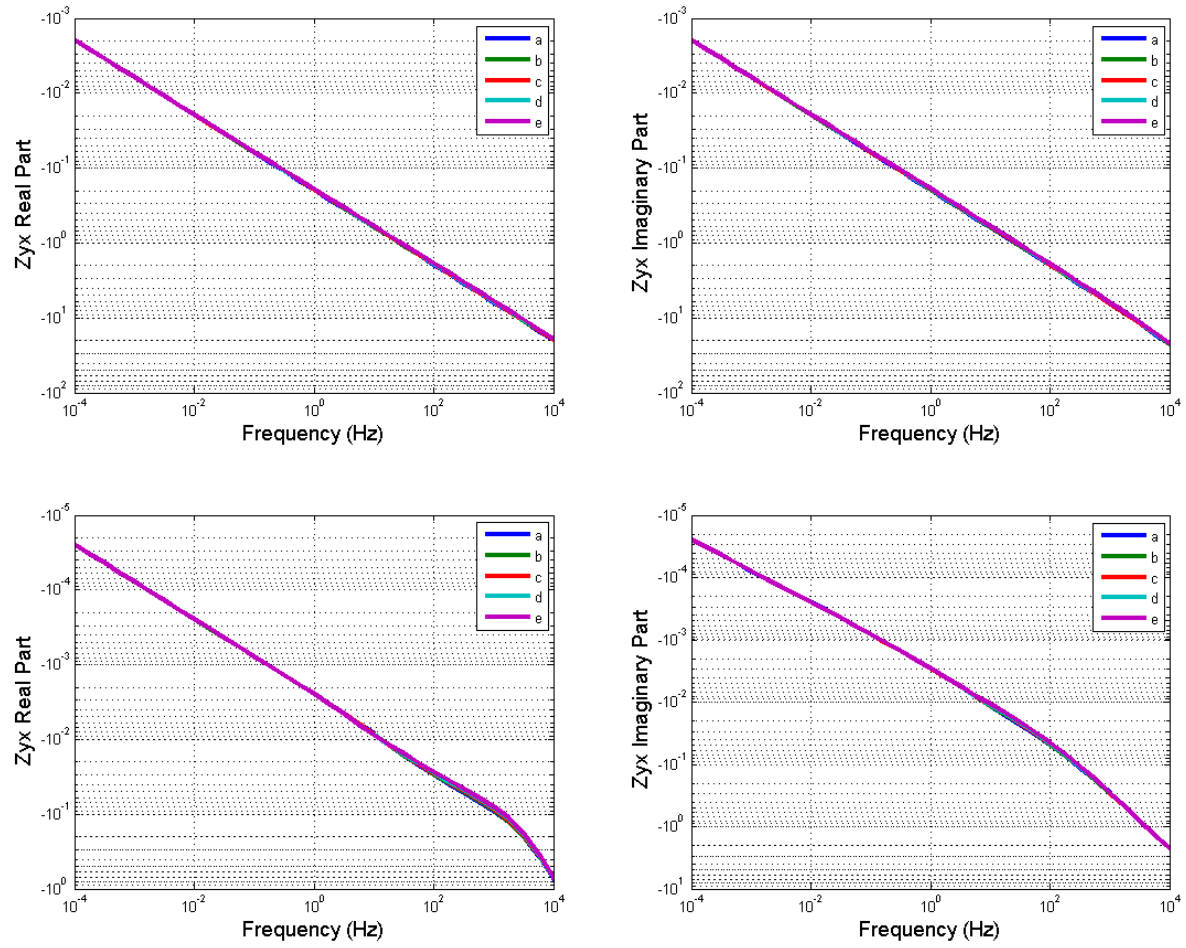 -10^-3
-10^-2
-10^-1
-10^0
-10^1
-10^2
Zyx Real Part
10^-4
10^-2
10^0
10^2
10^4
Frequency (Hz)
a
b
c
d
e
-10^-3
-10^-2
-10^-1
-10^0
-10^1
-10^2
Zyx Imaginary Part
10^-4
10^-2
10^0
10^2
10^4
Frequency (Hz)
a
b
c
d
e
-10^-5
-10^-4
-10^-3
-10^-2
-10^-1
-10^0
Zyx Real Part
10^-4
10^-2
10^0
10^2
10^4
Frequency (Hz)
a
b
c
d
e
-10^-5
-10^-4
-10^-3
-10^-2
-10^-1
-10^0
-10^1
Zyx Imaginary Part
10^-4
10^-2
10^0
10^2
10^4
Frequency (Hz)
a
b
c
d
e